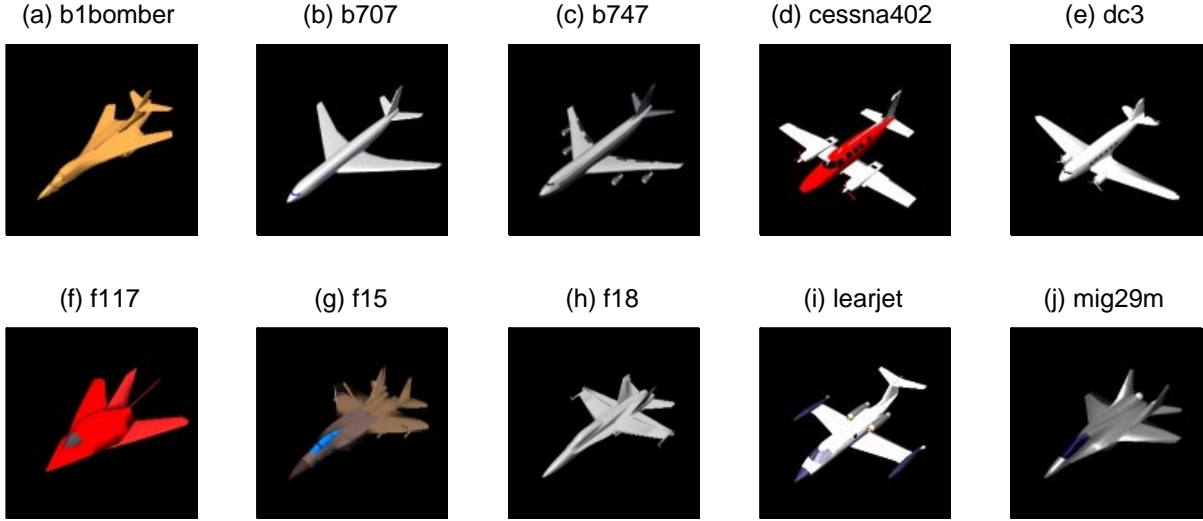 (a) b1bomber (b) b707 (c) b747 (d) cessna402 (e) dc3
(f) f117 (g) f15 (h) f18 (i) learjet (j) mig29m